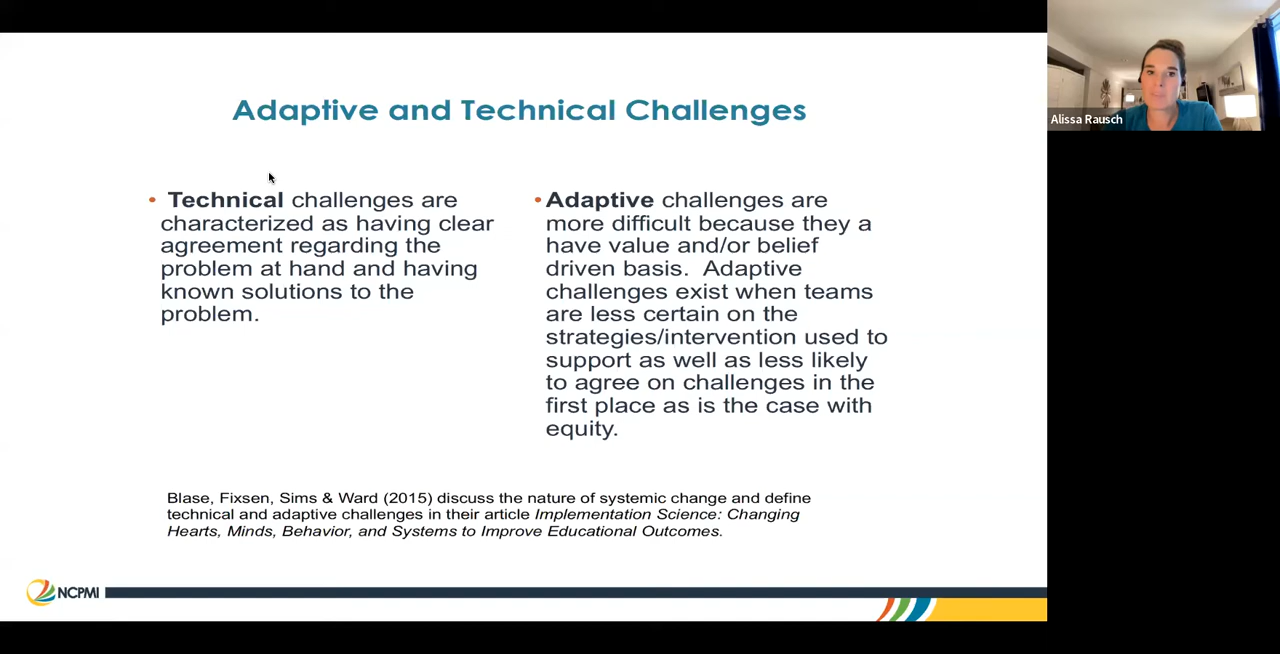 Adaptive and Technical Challenges
• Technical challenges are
characterized as having clear
agreement regarding the
problem at hand and having
known solutions to the
problem.
• Adaptive challenges are
more difficult because they a
have value and/or belief
driven basis.  Adaptive
challenges exist when teams
are less certain on the
strategies/intervention used to
support as well as less likely
to agree on challenges in the
first place as is the case with
equity.
Blase, Fixsen, Sims & Ward (2015) discuss the nature of systemic change and define
technical and adaptive challenges in their article Implementation Science: Changing
Hearts, Minds, Behavior, and Systems to Improve Educational Outcomes.
NCPMI
Alissa Rausch